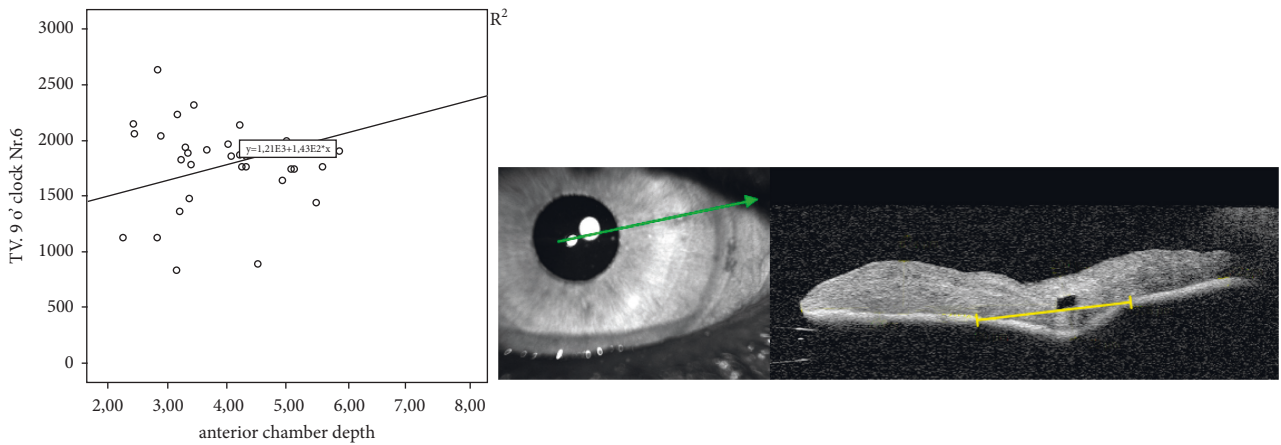 R²
3000
2500
2000
1500
1000
500
0
TV. 9 o' clock Nr.6
y=1,21E3+1,43E2*x
2,00 3,00 4,00 5,00 6,00 7,00 8,00
anterior chamber depth